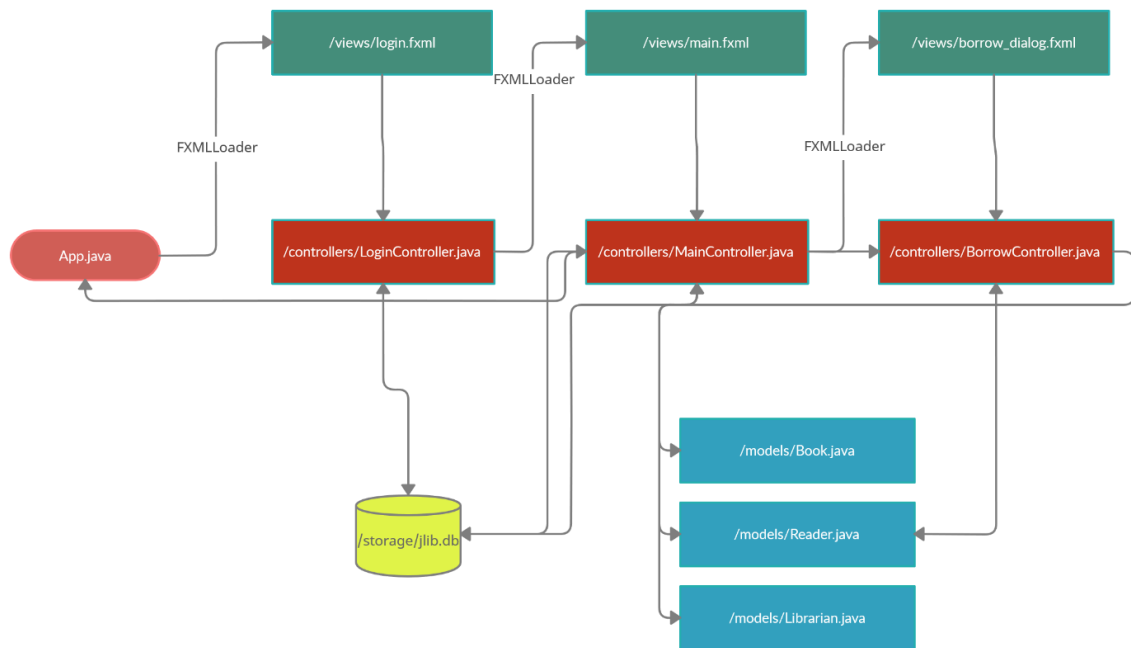 /views/login.fxml
/views/main.fxml
/views/borrow_dialog.fxml
FXMLLoader
FXMLLoader
FXMLLoader
App.java
/controllers/LoginController.java
/controllers/MainController.java
/controllers/BorrowController.java
/models/Book.java
/storage/jlib.db
/models/Reader.java
/models/Librarian.java